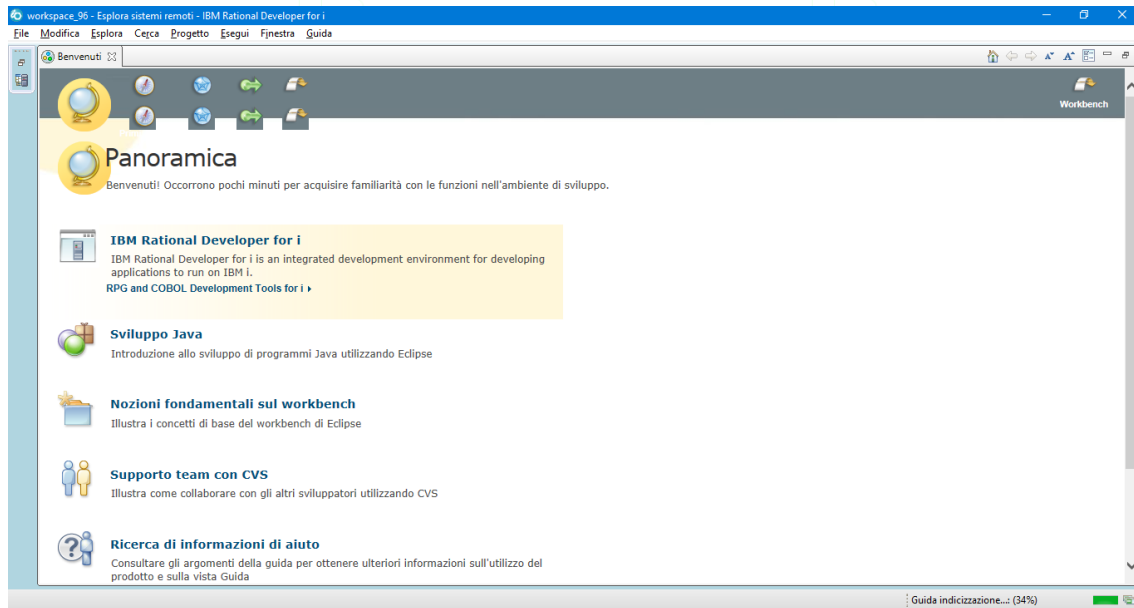 workspace_96 - Esplora sistemi remoti - IBM Rational Developer for i
File Modifica Esplora Cerca Progetto Esegui Finestra Guida
Benvenuti
Workbench
Panoramica
Benvenuti! Occorrono pochi minuti per acquisire familiarità con le funzioni nell'ambiente di sviluppo.
IBM Rational Developer for i
IBM Rational Developer for i is an integrated development environment for developing
applications to run on IBM i.
RPG and COBOL Development Tools for i
Sviluppo Java
Introduzione allo sviluppo di programmi Java utilizzando Eclipse
Nozioni fondamentali sul workbench
Illustra i concetti di base del workbench di Eclipse
Supporto team con CVS
Illustra come collaborare con gli altri sviluppatori utilizzando CVS
Ricerca di informazioni di aiuto
Consultare gli argomenti della guida per ottenere ulteriori informazioni sull'utilizzo del
prodotto e sulla vista Guida
Guida indicizzazione...: (34%)